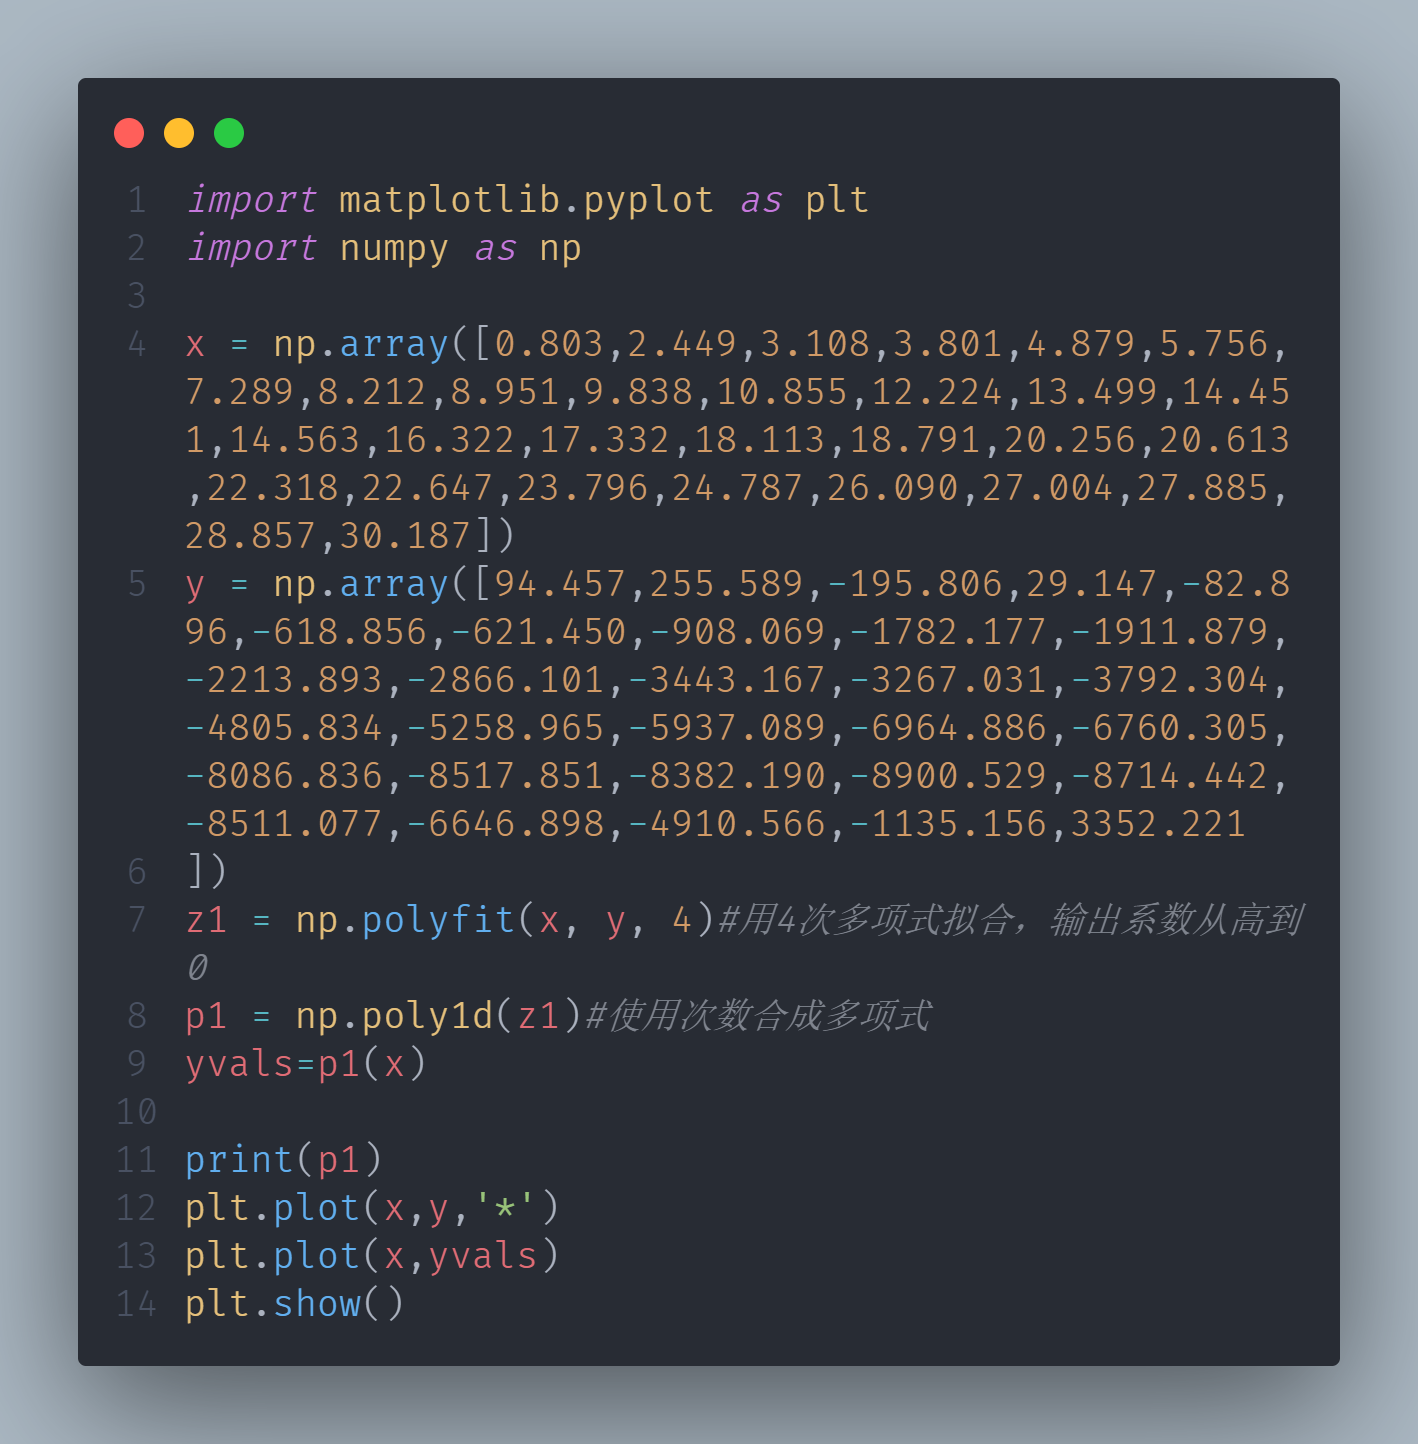 1 import matplotlib.pyplot as plt
2 import numpy as np
3
4 x = np.array([0.803,2.449,3.108,3.801,4.879,5.756,
7.289,8.212,8.951,9.838,10.855,12.224,13.499,14.45
1,14.563,16.322,17.332,18.113,18.791,20.256,20.613
,22.318,22.647,23.796,24.787,26.090,27.004,27.885,
28.857,30.187])
5 y = np.array([94.457,255.589,-195.806,29.147,-82.8
96,-618.856,-621.450,-908.069,-1782.177,-1911.879,
-2213.893,-2866.101,-3443.167,-3267.031,-3792.304,
-4805.834,-5258.965,-5937.089,-6964.886,-6760.305,
-8086.836,-8517.851,-8382.190,-8900.529,-8714.442,
-8511.077,-6646.898,-4910.566,-1135.156,3352.221
6 ])
7 z1 = np.polyfit(x, y, 4)#用4次多项式拟合，输出系数从高到
0
8 p1 = np.poly1d(z1)#使用次数合成多项式
9 yvals=p1(x)
10
11 print(p1)
12 plt.plot(x,y,'*')
13 plt.plot(x,yvals)
14 plt.show()